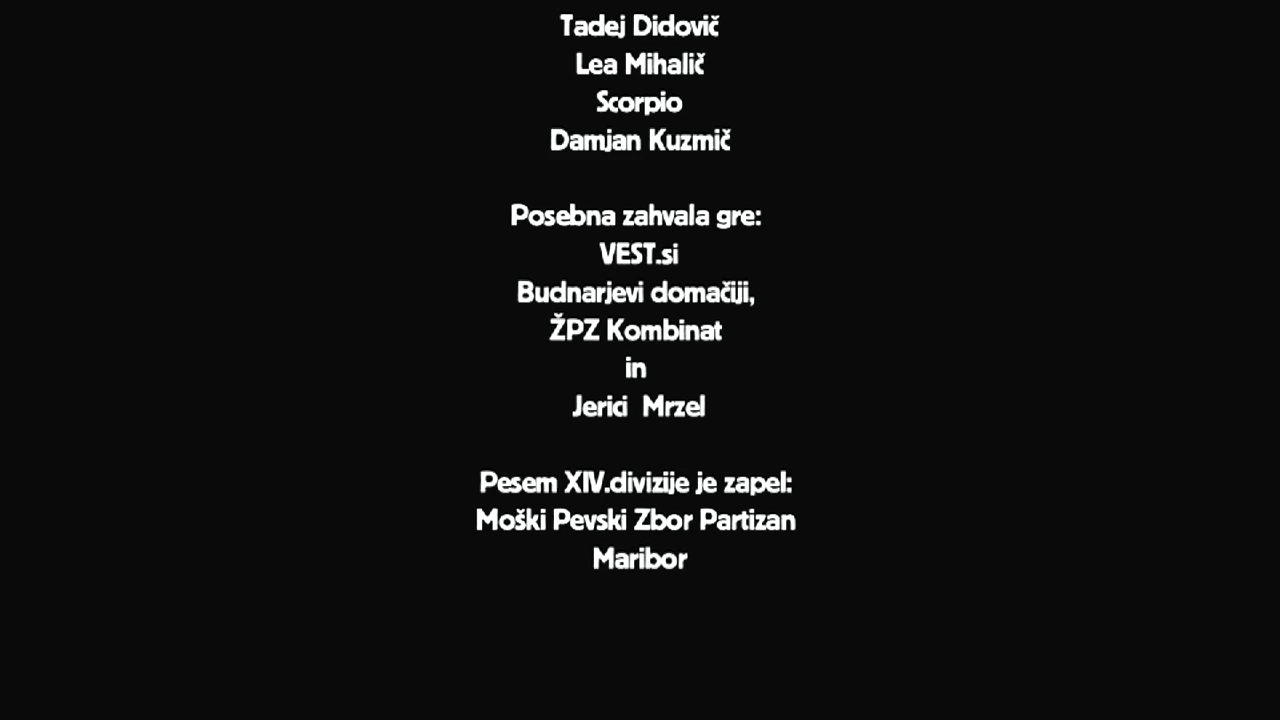 Tadej Didovič
Lea Mihalič
Scorpio
Damjan Kuzmič
Posebna zahvala gre:
VEST.si
Budnarjevi domačiji,
ŽPZ Kombinat
in
Jerici Mrzel
Pesem XIV.divizije je zapel:
Moški Pevski Zbor Partizan
Maribor